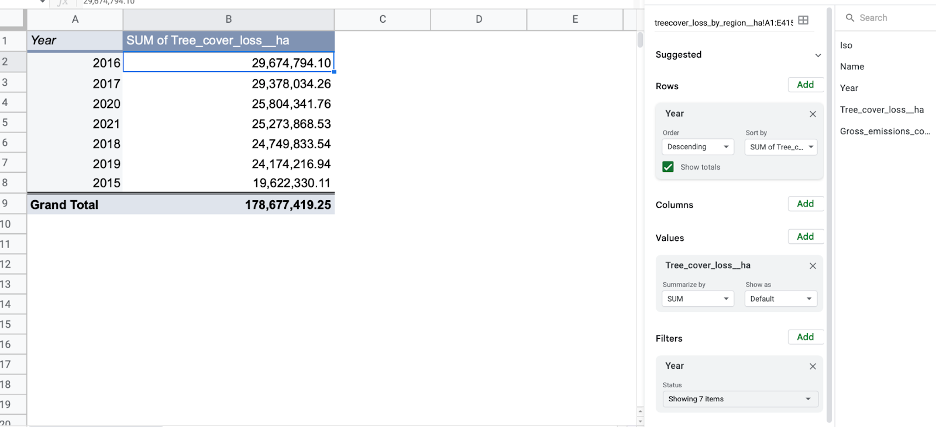 fx 29,674,794.10
A B C D E
1 Year SUM of Tree_cover_loss__ha
2 2016 29,674,794.10
3 2017 29,378,034.26
4 2020 25,804,341.76
5 2021 25,273,868.53
6 2018 24,749,833.54
7 2019 24,174,216.94
8 2015 19,622,330.11
9 Grand Total 178,677,419.25
10
11
12
13
14
15
16
17
18
19
20
treecover_loss_by_region__ha!A1:E415
Suggested
Rows Add
Year
Order Sort by
Descending SUM of Tree_c...
Show totals
Columns Add
Values Add
Tree_cover_loss__ha
Summarize by Show as
SUM Default
Filters Add
Year
Status
Showing 7 items
Search
Iso
Name
Year
Tree_cover_loss__ha
Gross_emissions_co...